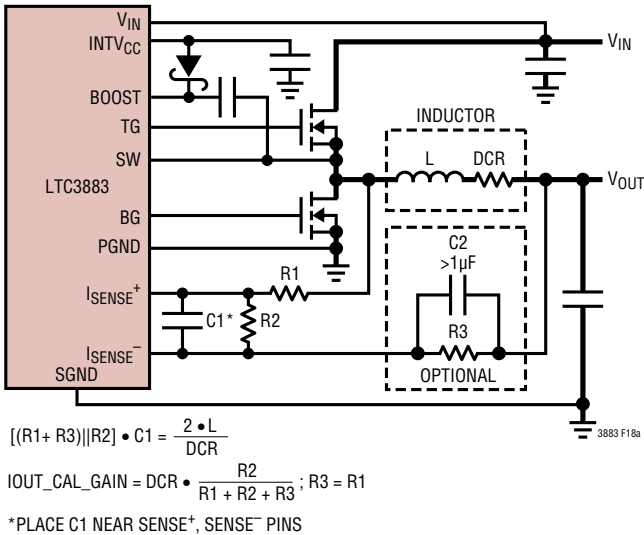 V_IN
INTV_CC
BOOST
TG
SW
LTC3883
BG
PGND
I_SENSE^+
I_SENSE^–
SGND
V_IN
INDUCTOR
L
DCR
V_OUT
C2
>1µF
R1
C1*
R2
R3
OPTIONAL
3883 F18a
[(R1+ R3)||R2] • C1 = 2 • L / DCR
IOUT_CAL_GAIN = DCR • R2 / R1 + R2 + R3 ; R3 = R1
*PLACE C1 NEAR SENSE^+, SENSE^– PINS